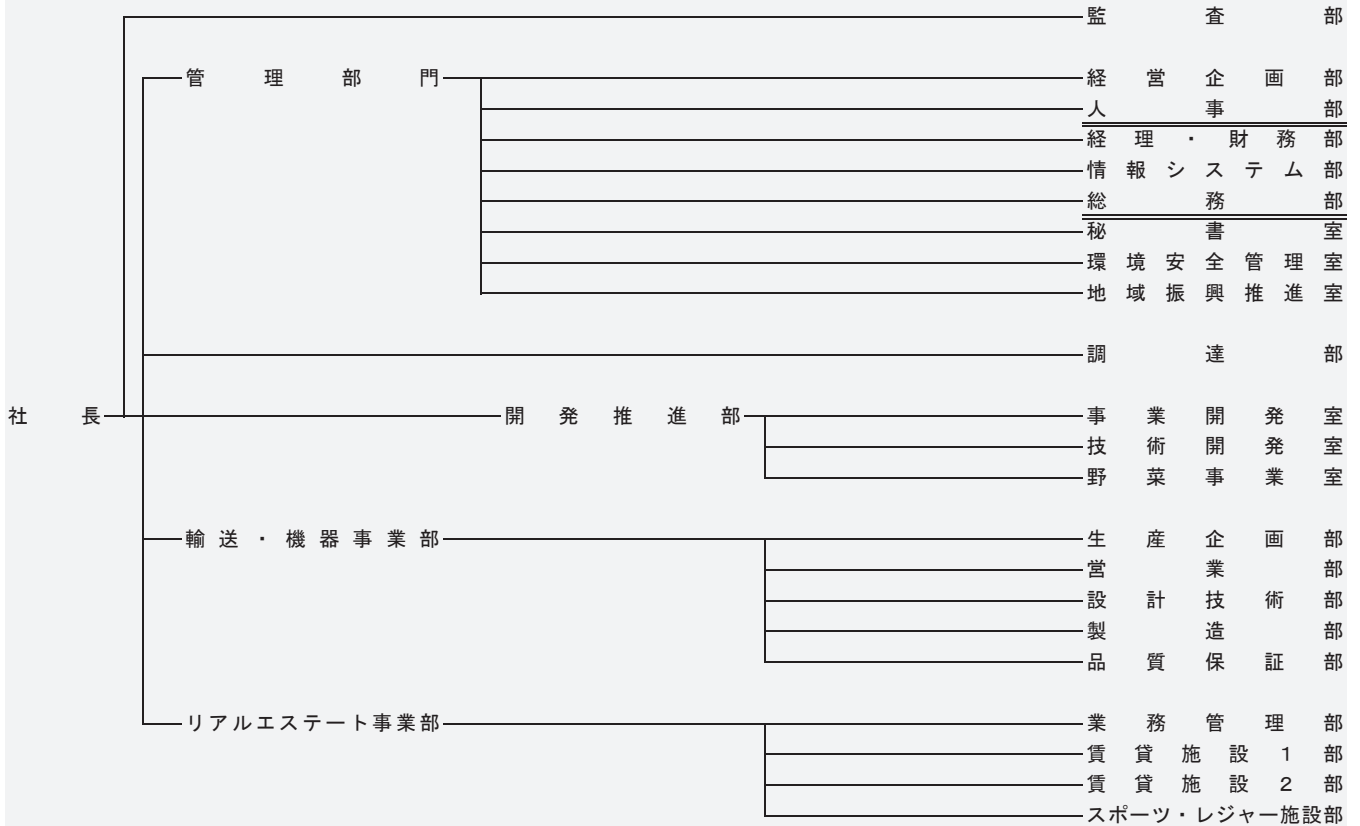 監査部
管理部門 経営企画部
人事部
経理・財務部
情報システム部
総務部
秘書室
環境安全管理室
地域振興推進室
調達部
社長 開発推進部 事業開発室
技術開発室
野菜事業室
輸送・機器事業部 生産企画部
営業部
設計技術部
製造部
品質保証部
リアルエステート事業部 業務管理部
賃貸施設1部
賃貸施設2部
スポーツ・レジャー施設部